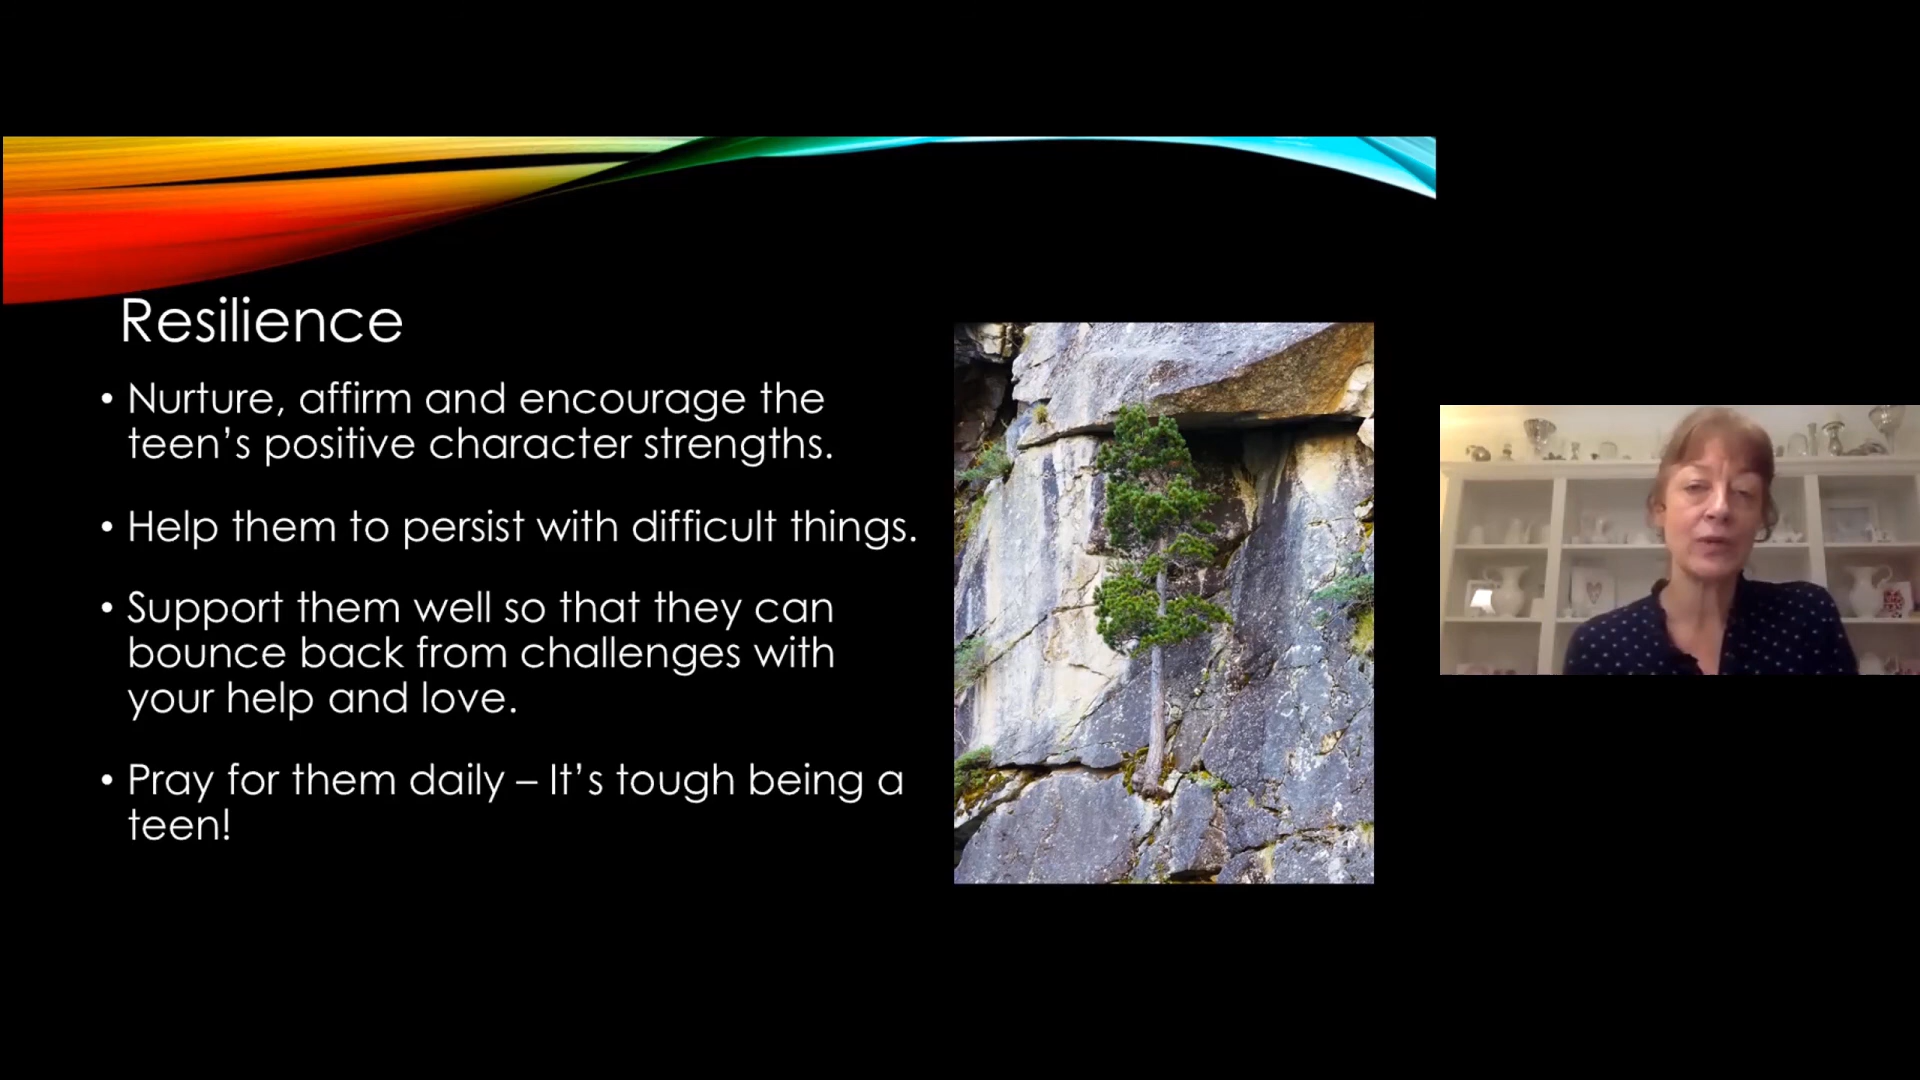 Resilience
• Nurture, affirm and encourage the
teen’s positive character strengths.
• Help them to persist with difficult things.
• Support them well so that they can
bounce back from challenges with
your help and love.
• Pray for them daily – It’s tough being a
teen!